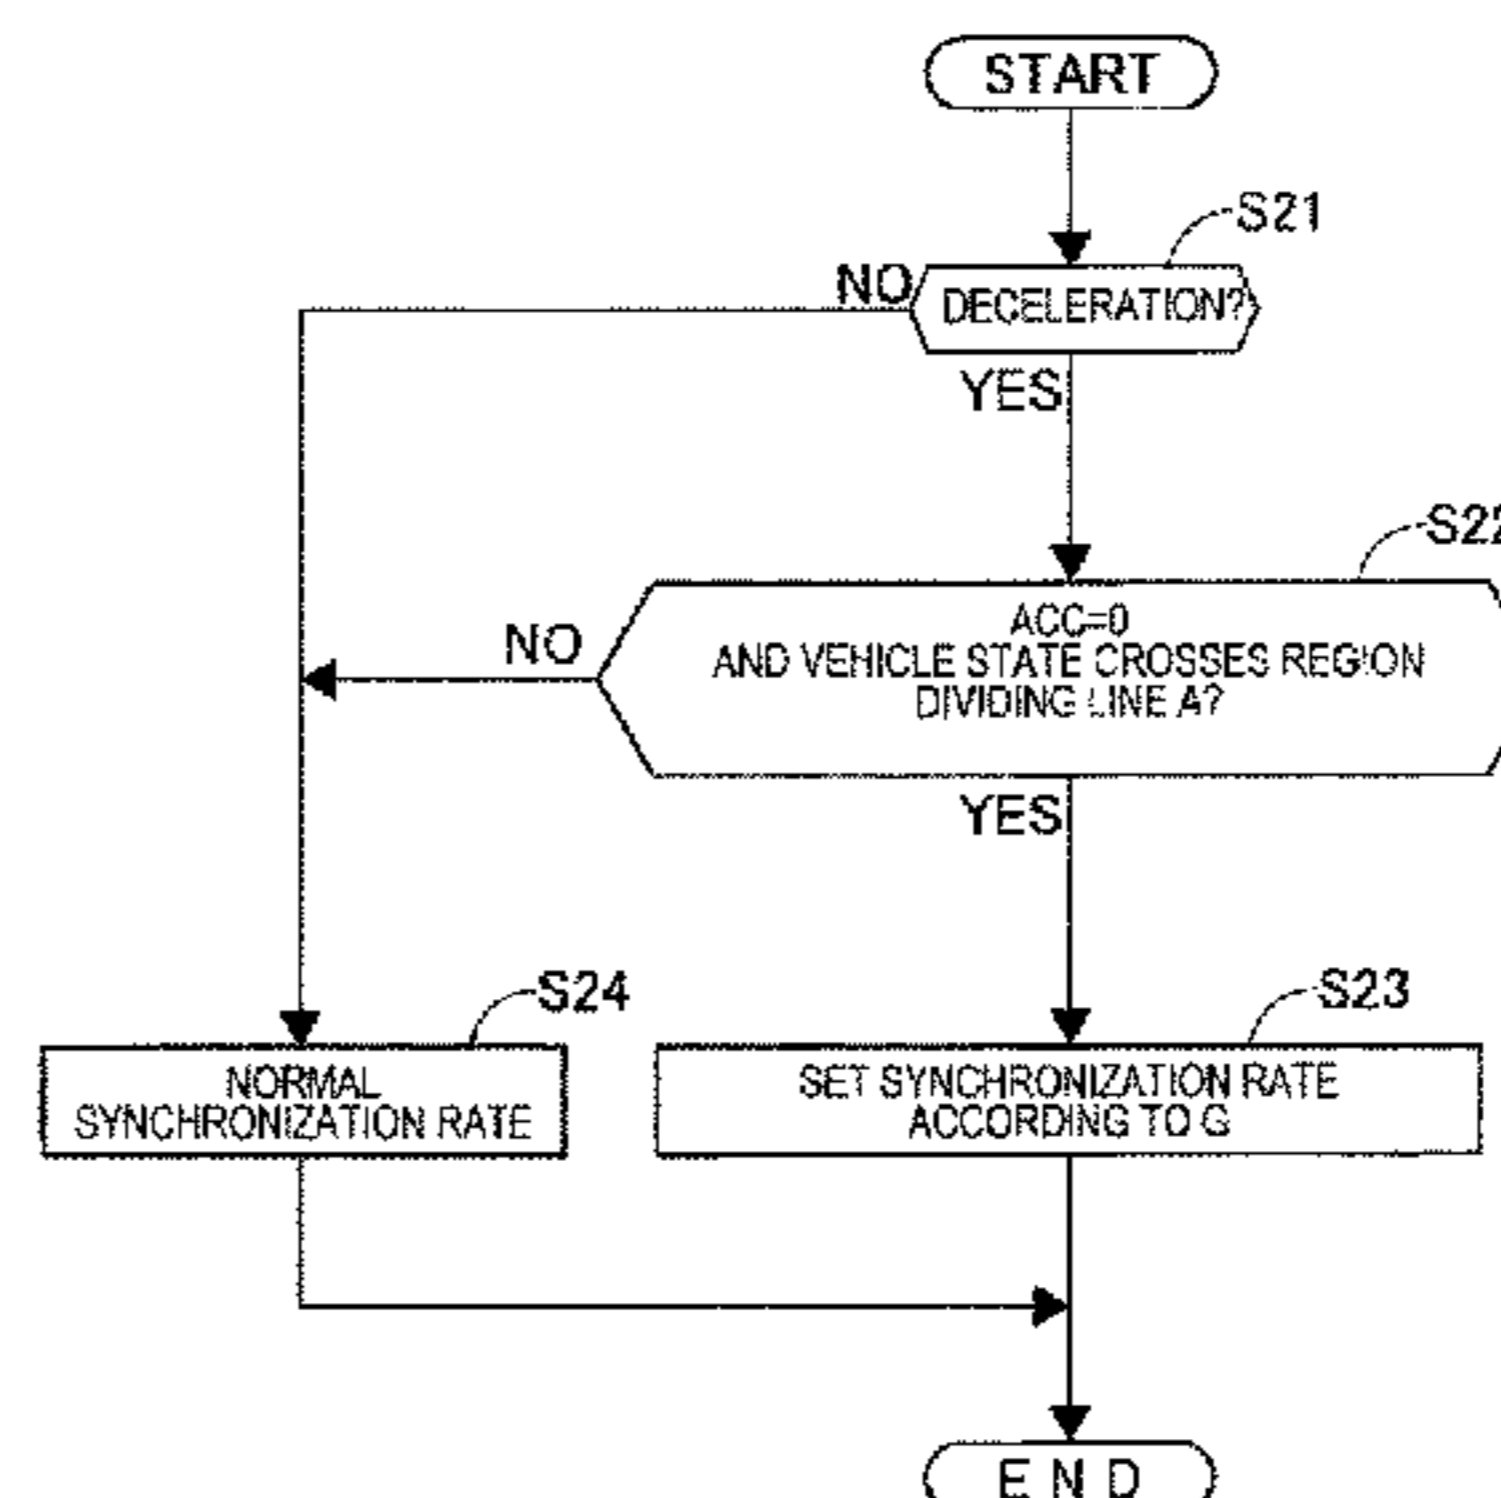 START
S21
NO
DECELERATION?
YES
S22
ACC=0
NO
AND VEHICLE STATE CROSSES REGION
DIVIDING LINE A?
YES
S24
S23
NORMAL
SYNCHRONIZATION RATE
SET SYNCHRONIZATION RATE
ACCORDING TO G
END